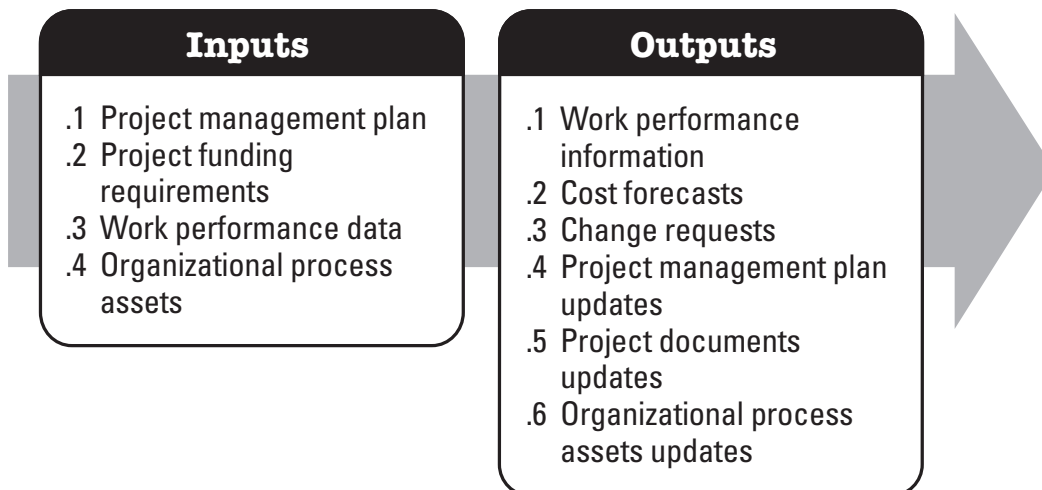 Inputs
.1 Project management plan
.2 Project funding
requirements
.3 Work performance data
.4 Organizational process
assets
Outputs
.1 Work performance
information
.2 Cost forecasts
.3 Change requests
.4 Project management plan
updates
.5 Project documents
updates
.6 Organizational process
assets updates